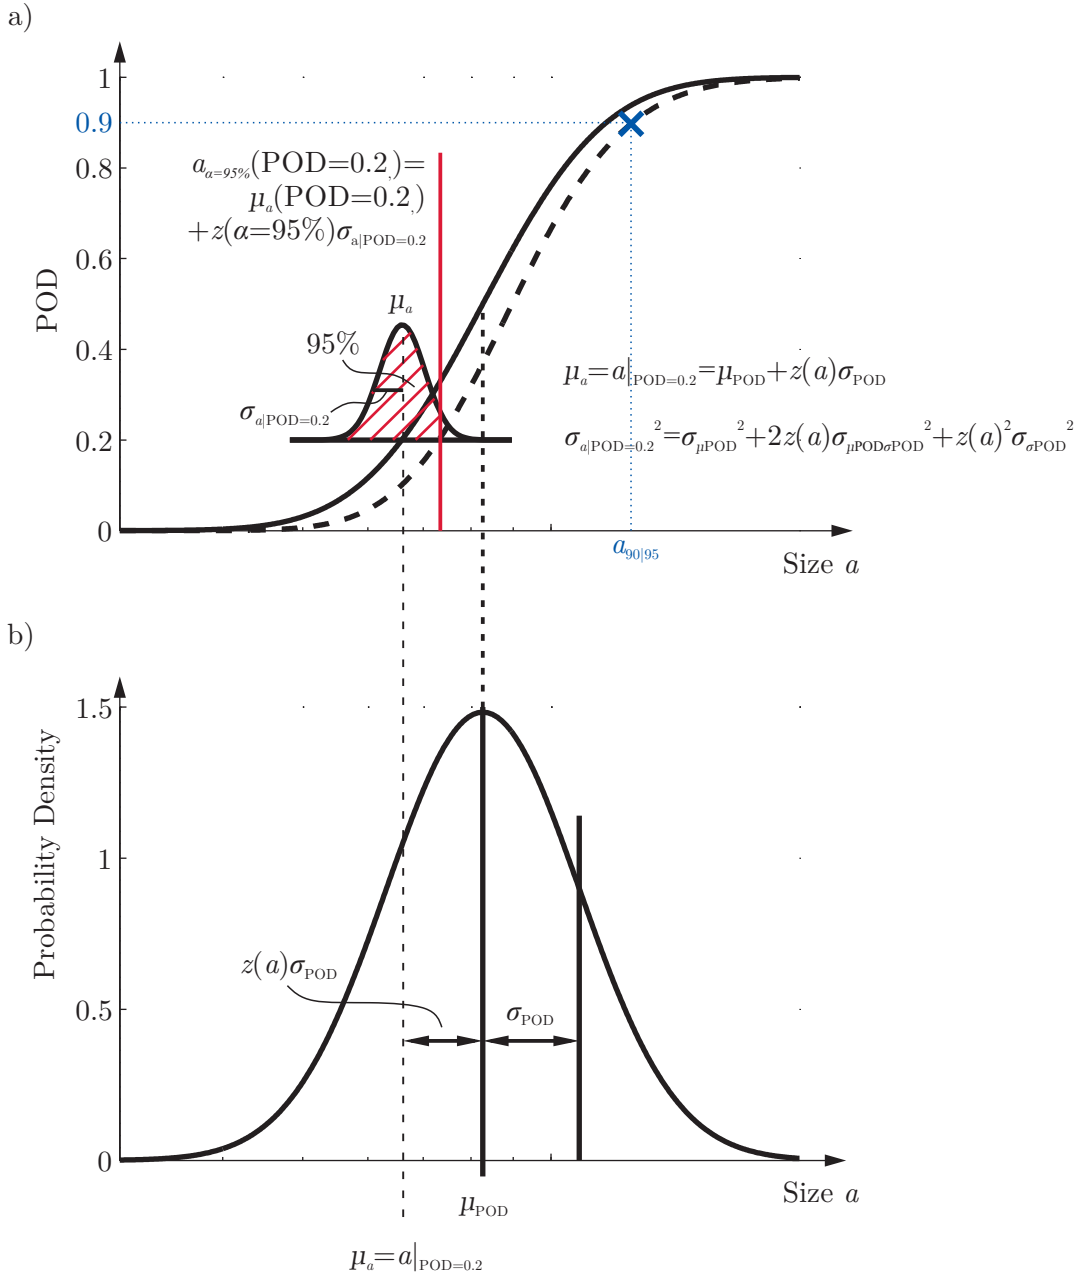 a)
1
0.9
0.8
0.6
0.4
0.2
0
POD
a_{α=95%}(POD=0.2,)=
μ_a(POD=0.2,)
+z(α=95%)σ_{a|POD=0.2}
μ_a
95%
σ_{a|POD=0.2}
μ_a=a|_{POD=0.2}=μ_{POD}+z(a)σ_{POD}
σ_{a|POD=0.2}²=σ_{μPOD}²+2z(a)σ_{μPODσPOD}²+z(a)²σ_{σPOD}²
a_{90|95}
Size a
b)
1.5
1
0.5
0
Probability Density
z(a)σ_{POD}
σ_{POD}
Size a
μ_{POD}
μ_a=a|_{POD=0.2}